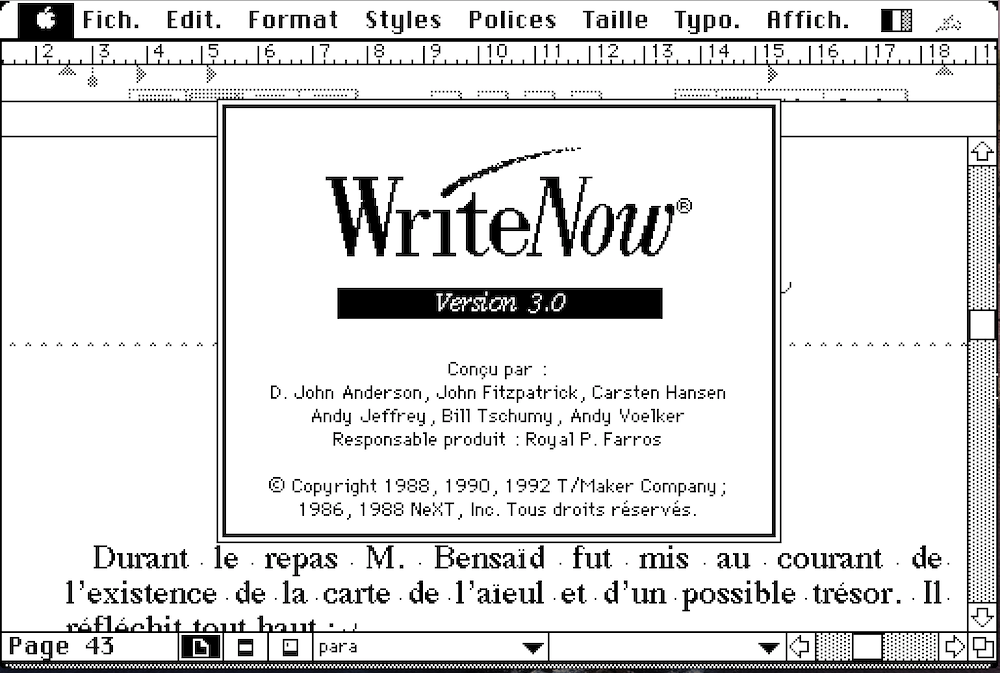 Fich. Edit. Format Styles Polices Taille Typo. Affich.
2 3 4 5 6 7 8 9 10 11 12 13 14 15 16 17 18
WriteNow®
Version 3.0
Conçu par :
D. John Anderson, John Fitzpatrick, Carsten Hansen
Andy Jeffrey, Bill Tschumy, Andy Voelker
Responsable produit : Royal P. Farros
© Copyright 1988, 1990, 1992 T/Maker Company;
1986, 1988 NeXT, Inc. Tous droits réservés.
Durant le repas M. Bensaïd fut mis au courant de
l'existence de la carte de l'aïeul et d'un possible trésor. Il
réfléchit tout haut :
Page 43 para